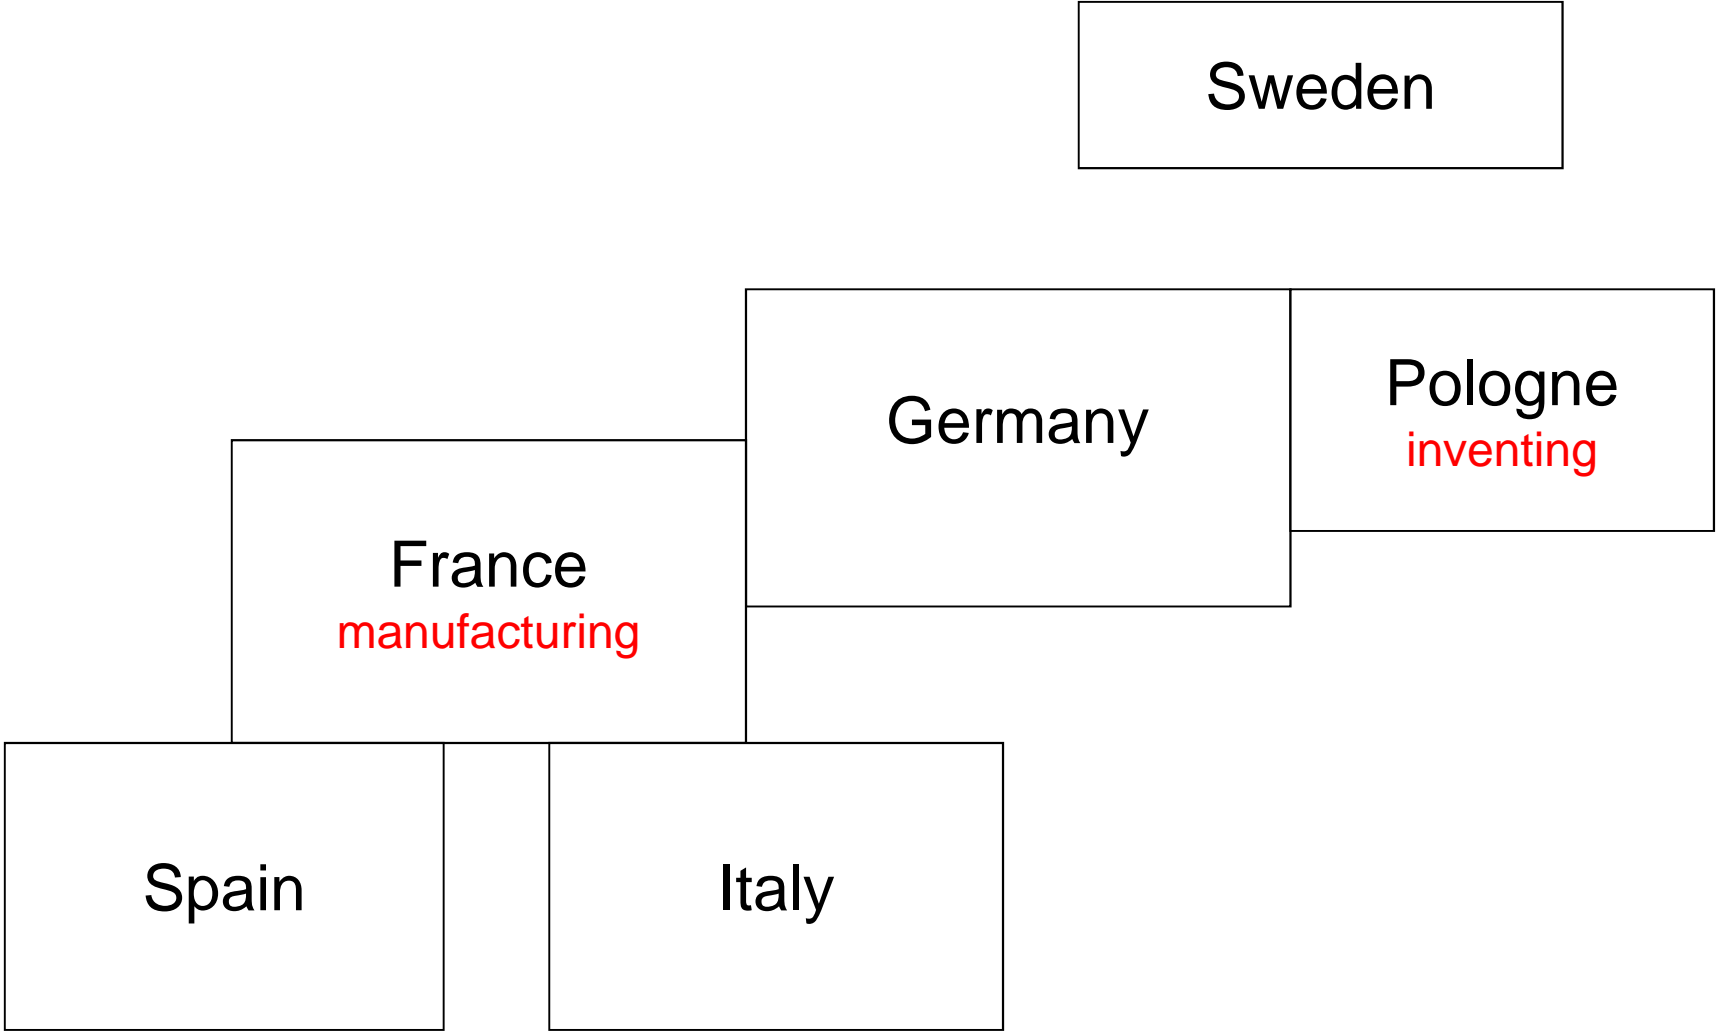 Sweden
Germany
Pologne
inventing
France
manufacturing
Spain
Italy